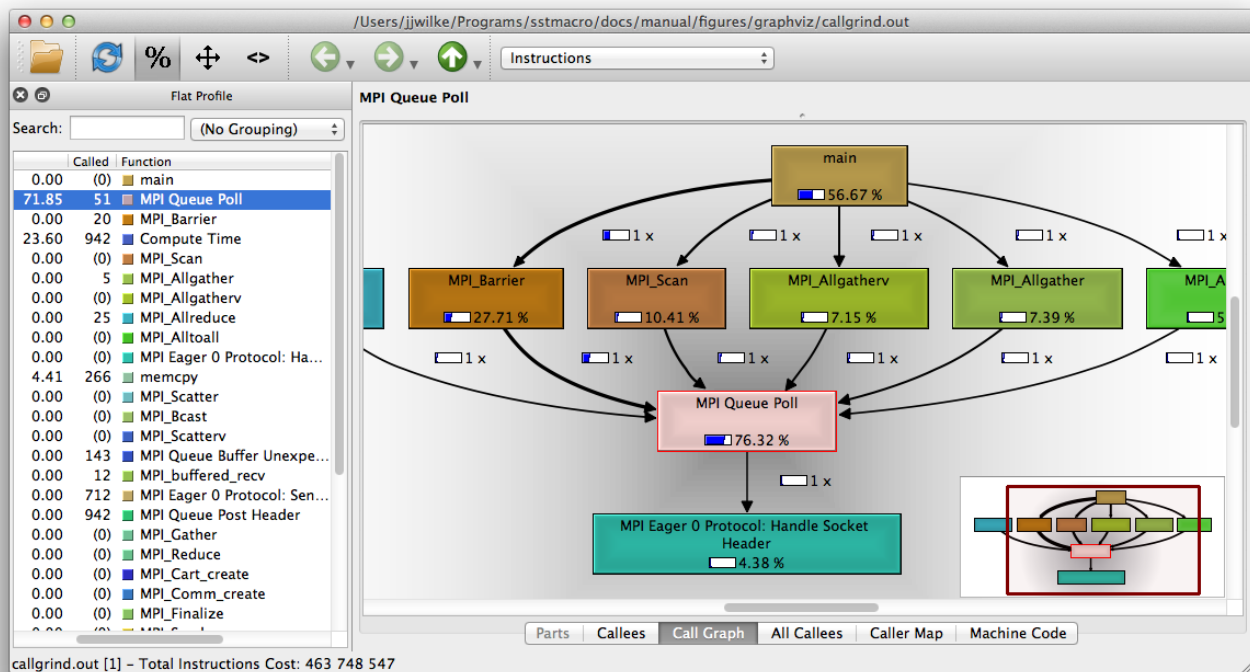 /Users/jjwilke/Programs/sstmacro/docs/manual/figures/graphviz/callgrind.out
% <> Instructions
Flat Profile
Search: (No Grouping)
Called Function
0.00 (0) main
71.85 51 MPI Queue Poll
0.00 20 MPI_Barrier
23.60 942 Compute Time
0.00 (0) MPI_Scan
0.00 5 MPI_Allgather
0.00 (0) MPI_Allgatherv
0.00 25 MPI_Allreduce
0.00 (0) MPI_Alltoall
0.00 (0) MPI Eager 0 Protocol: Ha...
4.41 266 memcpy
0.00 (0) MPI_Scatter
0.00 (0) MPI_Bcast
0.00 (0) MPI_Scatterv
0.00 143 MPI Queue Buffer Unexpe...
0.00 12 MPI_buffered_recv
0.00 712 MPI Eager 0 Protocol: Sen...
0.00 942 MPI Queue Post Header
0.00 (0) MPI_Gather
0.00 (0) MPI_Reduce
0.00 (0) MPI_Cart_create
0.00 (0) MPI_Comm_create
0.00 (0) MPI_Finalize
MPI Queue Poll
main
56.67 %
1 x 1 x 1 x 1 x 1 x
MPI_Barrier
27.71 %
MPI_Scan
10.41 %
MPI_Allgatherv
7.15 %
MPI_Allgather
7.39 %
MPI_A
5
1 x 1 x 1 x 1 x 1 x 1 x
MPI Queue Poll
76.32 %
1 x
MPI Eager 0 Protocol: Handle Socket
Header
4.38 %
Parts Callees Call Graph All Callees Caller Map Machine Code
callgrind.out [1] - Total Instructions Cost: 463 748 547